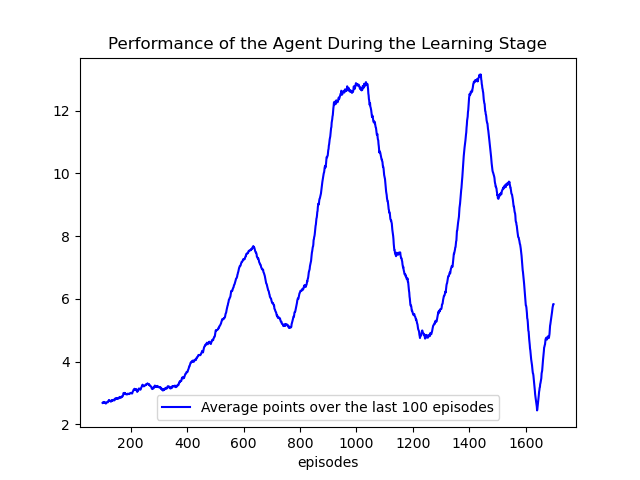 Performance of the Agent During the Learning Stage
12
10
8
6
4
2
Average points over the last 100 episodes
200 400 600 800 1000 1200 1400 1600
episodes